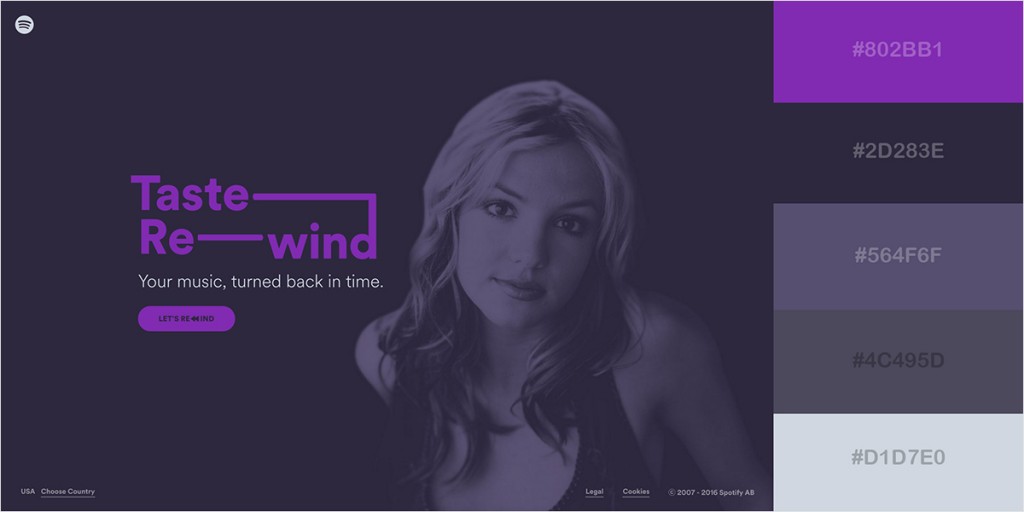 Taste
Re-wind
Your music, turned back in time.
LET'S RE◀◀IND
USA Choose Country
Legal Cookies © 2007 - 2016 Spotify AB
#802BB1
#2D283E
#564F6F
#4C495D
#D1D7E0